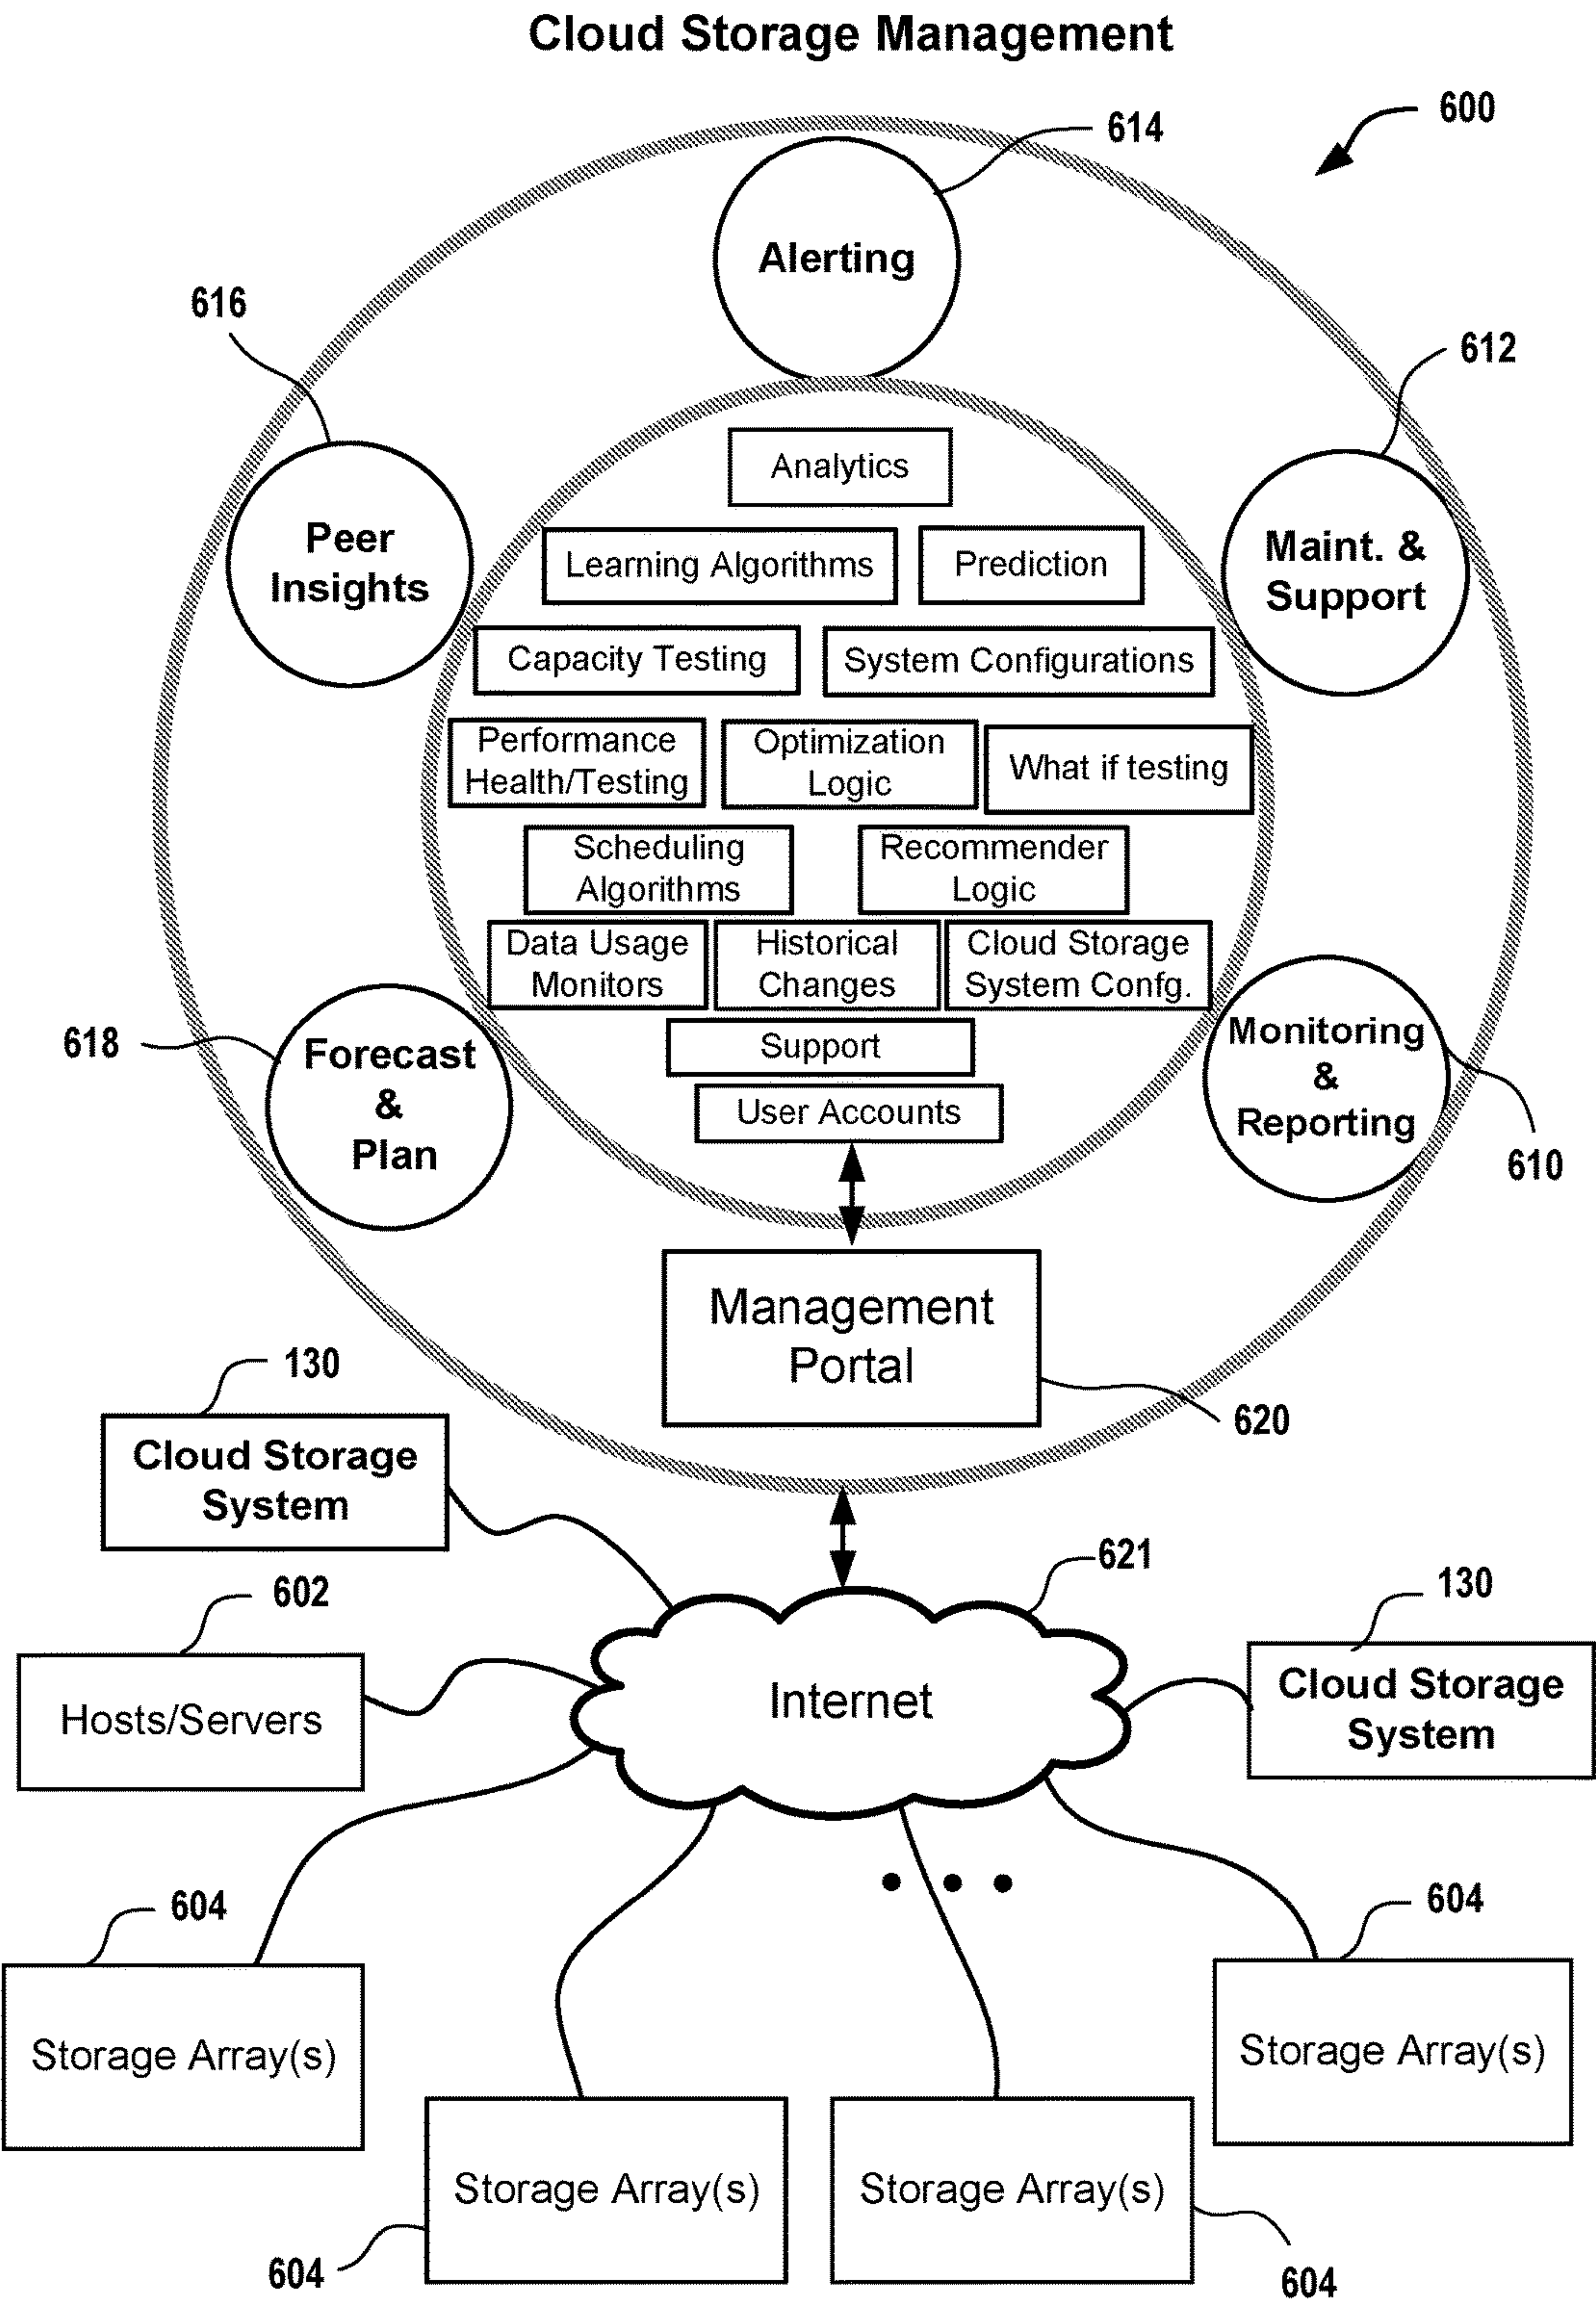 Cloud Storage Management
600
614
Alerting
616
612
Analytics
Peer
Insights
Learning Algorithms
Prediction
Maint. &
Support
Capacity Testing
System Configurations
Performance
Health/Testing
Optimization
Logic
What if testing
Scheduling
Algorithms
Recommender
Logic
Data Usage
Monitors
Historical
Changes
Cloud Storage
System Confg.
618
Forecast
&
Plan
Support
User Accounts
Monitoring
&
Reporting
610
Management
Portal
620
130
Cloud Storage
System
621
602
Hosts/Servers
Internet
130
Cloud Storage
System
604
Storage Array(s)
604
Storage Array(s)
Storage Array(s)
604
Storage Array(s)
604